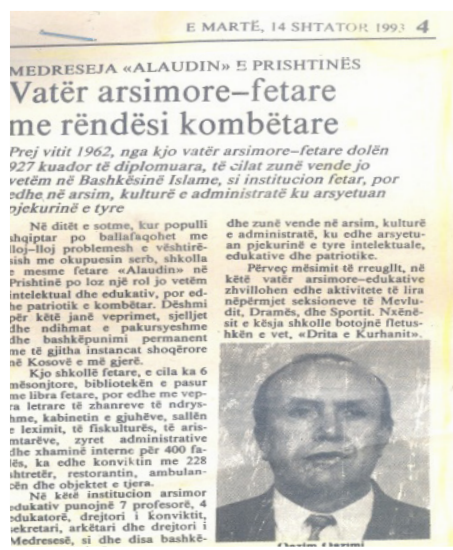 E MARTË, 14 SHTATOR 1993 4
MEDRESEJA «ALAUDIN» E PRISHTINËS
Vatër arsimore-fetare
me rëndësi kombëtare
Prej vitit 1962, nga kjo vatër arsimore-fetare dolën
927 kuador të diplomuara, të cilat zunë vende jo
vetëm në Bashkësinë Islame, si institucion fetar, por
edhe në arsim, kulturë e administratë ku arsyetuan
pjekurinë e tyre
Në ditët e sotme, kur populli
shqiptar po ballafaqohet me
lloj-lloj problemesh e vështirë-
sish me okupuesin serb, shkolla
e mesme fetare «Alaudin» në
Prishtinë po loz një rol jo vetëm
intelektual dhe edukativ, por ed-
he patriotik e kombëtar. Dëshmi
për këtë janë veprimet, sjelljet
dhe ndihmat e pakursyeshme
dhe bashkëpunimi permanent
me të gjitha instancat shoqërore
në Kosovë e më gjerë.
Kjo shkollë fetare, e cila ka 6
mësonjtore, bibliotekën e pasur
me libra fetare, por edhe me vep-
ra letrare të zhanreve të ndrys-
hme, kabinetin e gjuhëve, sallën
e leximit, të fiskulturës, të aris-
mtarëve, zyret administrative
dhe xhaminë interne për 400 fa-
lës, ka edhe konviktin me 228
shtretër, restorantin, ambulan-
cën dhe objektet e tjera.
Në këtë institucion arsimor
edukativ punojnë 7 profesorë, 4
edukatorë, drejtori i konviktit,
sekretari, arkëtari dhe drejtori i
Medresesë, si dhe disa bashkë-
dhe zunë vende në arsim, kulturë
e administratë, ku edhe arsyetu-
an pjekurinë e tyre intelektuale,
edukative dhe patriotike.
Përveç mësimit të rreugllt, në
këtë vatër arsimore-edukative
zhvillohen edhe aktivitete të lira
nëpërmjet seksioneve të Mevlu-
dit, Dramës, dhe Sportit. Nxënë-
sit e kësja shkolle botojnë fletus-
hkën e vet, «Drita e Kurhanit».